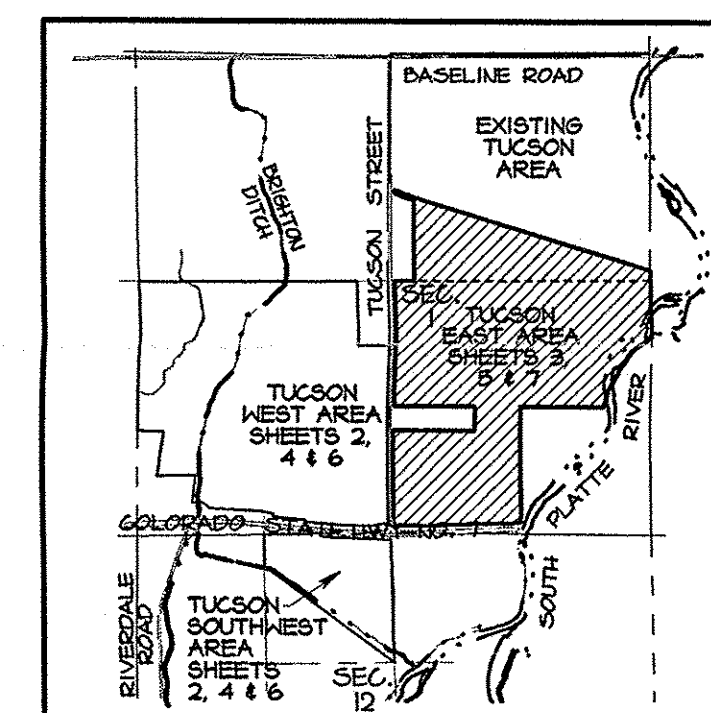 BASELINE ROAD
EXISTING
TUCSON
AREA
TUCSON STREET
BRIGHTON
DITCH
SEC.
1
TUCSON
EAST AREA
SHEETS 3,
5 & 7
TUCSON
WEST AREA
SHEETS 2,
4 & 6
RIVER
PLATTE
SOUTH
COLORADO STATE HWY NO.
RIVERDALE
ROAD
TUCSON
SOUTHWEST
AREA
SHEETS
2, 4 & 6
SEC.
12